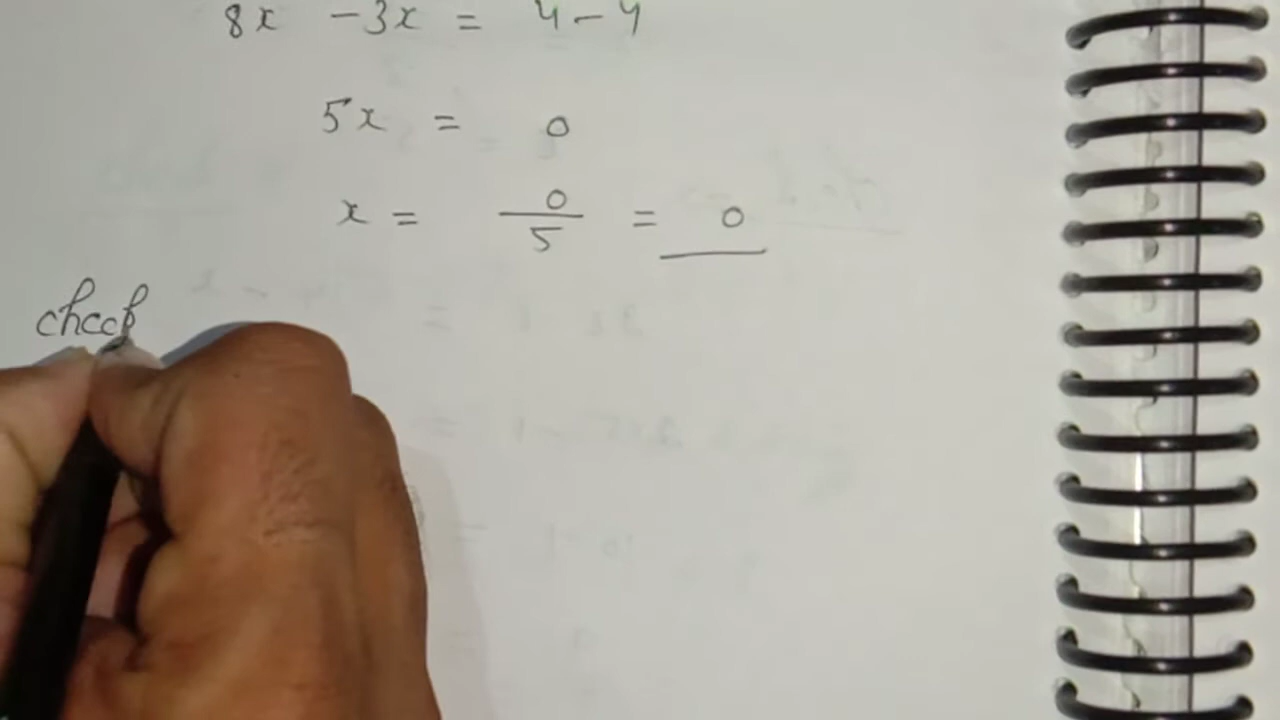 8x - 3x = 4 - 4
5x = 0
x = 0/5 = 0
check